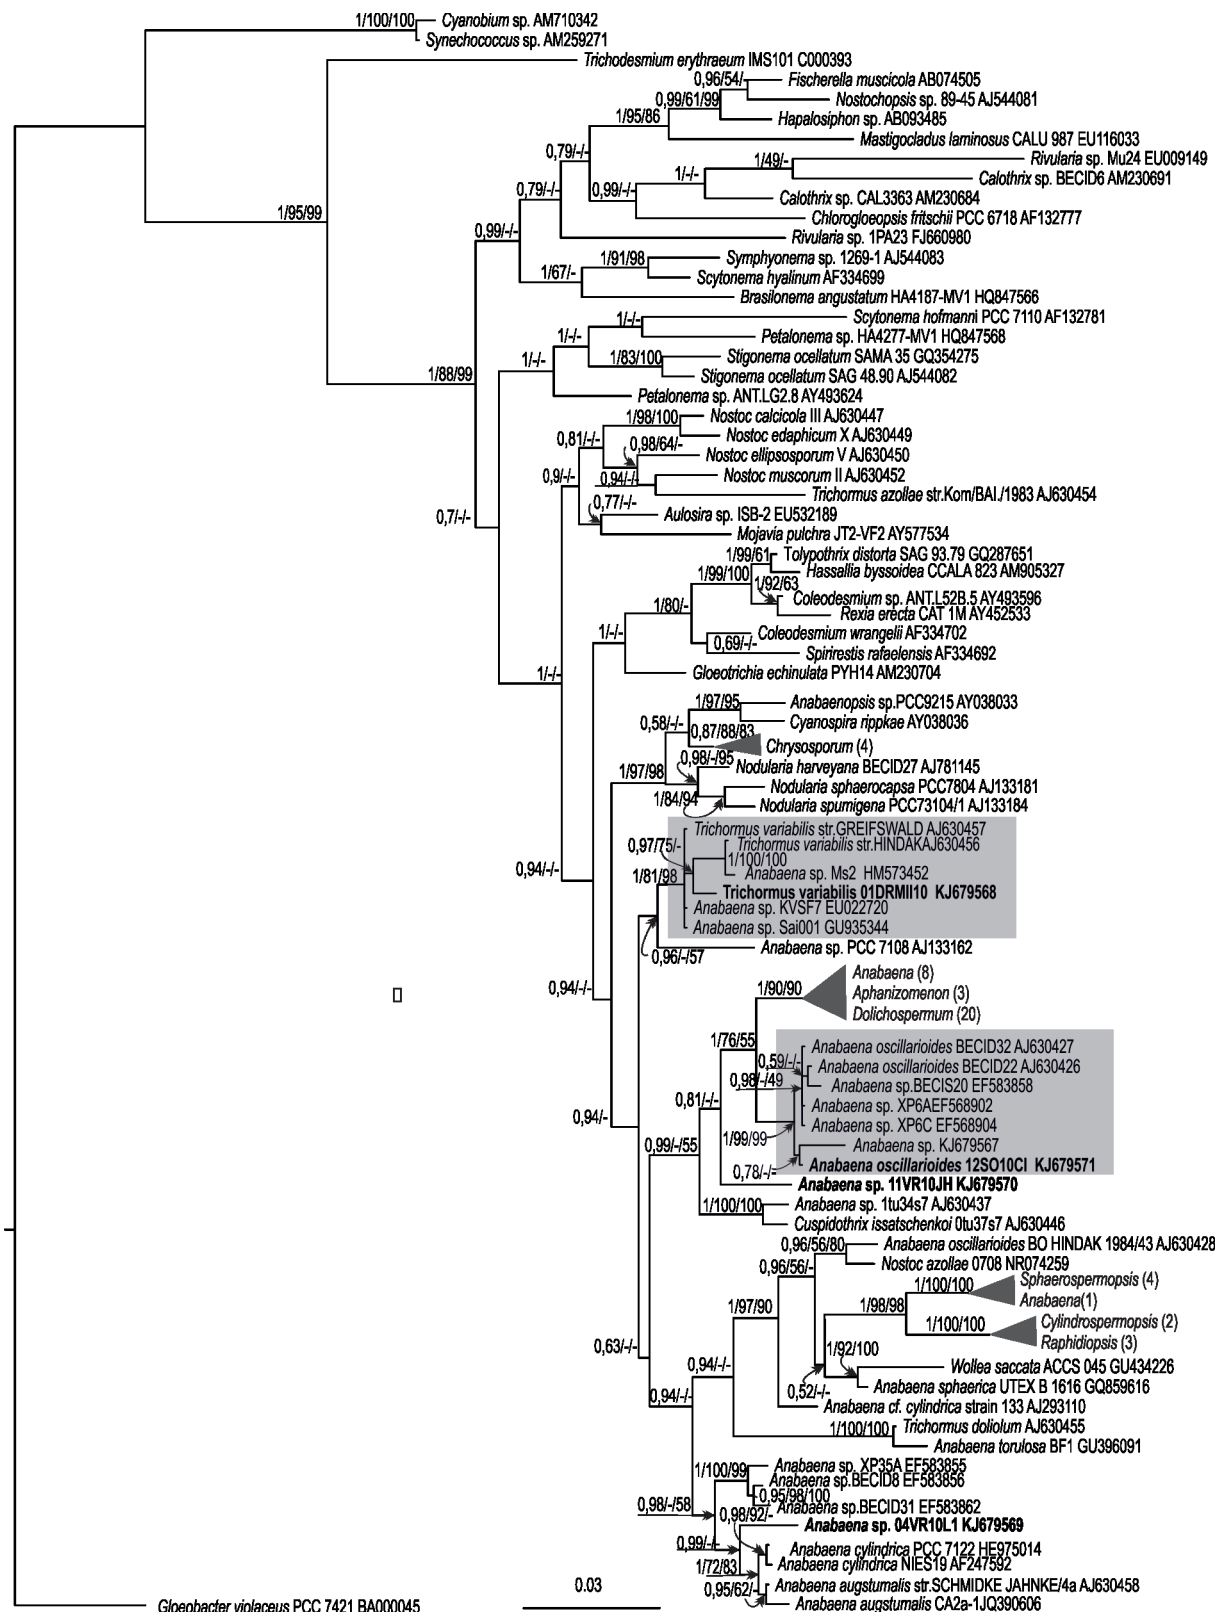 1/100/100
Cyanobium sp. AM710342
Synechococcus sp. AM259271
Trichodesmium erythraeum IMS101 C000393
0,96/54/-
Fischerella muscicola AB074505
0,99/61/99
Nostochopsis sp. 89-45 AJ544081
1/95/86
Hapalosiphon sp. AB093485
Mastigocladus laminosus CALU 987 EU116033
0,79/-/-
1/49/-
Rivularia sp. Mu24 EU009149
1/-/-
Calothrix sp. BECID6 AM230691
0,79/-/-
0,99/-/-
Calothrix sp. CAL3363 AM230684
1/95/99
Chlorogloeopsis fritschii PCC 6718 AF132777
0,99/-/-
Rivularia sp. 1PA23 FJ660980
1/91/98
Symphyonema sp. 1269-1 AJ544083
1/67/-
Scytonema hyalinum AF334699
Brasilonema angustatum HA4187-MV1 HQ847566
1/-/-
Scytonema hofmanni PCC 7110 AF132781
1/-/-
Petalonema sp. HA4277-MV1 HQ847568
1/-/-
1/83/100
Stigonema ocellatum SAMA 35 GQ354275
1/88/99
Stigonema ocellatum SAG 48.90 AJ544082
Petalonema sp. ANT.LG2.8 AY493624
1/98/100
Nostoc calcicola III AJ630447
0,81/-/-
Nostoc edaphicum X AJ630449
0,98/64/-
Nostoc ellipsosporum V AJ630450
0,9/-/-
0,94/-/-
Nostoc muscorum II AJ630452
Trichormus azollae str.Kom/BAI./1983 AJ630454
0,7/-/-
0,77/-/-
Aulosira sp. ISB-2 EU532189
Mojavia pulchra JT2-VF2 AY577534
1/99/61
Tolypothrix distorta SAG 93.79 GQ287651
1/99/100
Hassallia byssoidea CCALA 823 AM905327
1/92/63
Coleodesmium sp. ANT.L52B.5 AY493596
1/80/-
Rexia erecta CAT 1M AY452533
1/-/-
Coleodesmium wrangelii AF334702
0,69/-/-
Spirirestis rafaelensis AF334692
1/-/-
Gloeotrichia echinulata PYH14 AM230704
1/97/95
Anabaenopsis sp.PCC9215 AY038033
0,58/-/-
Cyanospira rippkae AY038036
0,87/88/83
Chrysosporum (4)
0,98/-/95
Nodularia harveyana BECID27 AJ781145
1/97/98
Nodularia sphaerocapsa PCC7804 AJ133181
1/84/94
Nodularia spumigena PCC73104/1 AJ133184
Trichormus variabilis str.GREIFSWALD AJ630457
0,97/75/-
Trichormus variabilis str.HINDAKAJ630456
1/100/100
0,94/-/-
1/81/98
Anabaena sp. Ms2 HM573452
Trichormus variabilis 01DRMII10 KJ679568
Anabaena sp. KVSF7 EU022720
Anabaena sp. Sai001 GU935344
Anabaena sp. PCC 7108 AJ133162
0,96/-/57
0,94/-/-
1/90/90
Anabaena (8)
Aphanizomenon (3)
Dolichospermum (20)
1/76/55
Anabaena oscillarioides BECID32 AJ630427
0,59/-/-
Anabaena oscillarioides BECID22 AJ630426
0,98/-/49
Anabaena sp.BECIS20 EF583858
0,81/-/-
Anabaena sp. XP6AEF568902
0,94/-
Anabaena sp. XP6C EF568904
1/99/99
0,99/-/55
Anabaena sp. KJ679567
0,78/-/-
Anabaena oscillarioides 12SO10Cl KJ679571
Anabaena sp. 11VR10JH KJ679570
1/100/100
Anabaena sp. 1tu34s7 AJ630437
Cuspidothrix issatschenkoi 0tu37s7 AJ630446
0,96/56/80
Anabaena oscillarioides BO HINDAK 1984/43 AJ630428
0,96/56/-
Nostoc azollae 0708 NR074259
1/100/100
Sphaerospermopsis (4)
Anabaena(1)
1/97/90
1/98/98
1/100/100
Cylindrospermopsis (2)
Raphidiopsis (3)
0,63/-/-
1/92/100
0,94/-/-
Wollea saccata ACCS 045 GU434226
0,52/-/-
Anabaena sphaerica UTEX B 1616 GQ859616
0,94/-/-
Anabaena cf. cylindrica strain 133 AJ293110
1/100/100
Trichormus doliolum AJ630455
Anabaena torulosa BF1 GU396091
1/100/99
Anabaena sp. XP35A EF583855
Anabaena sp.BECID8 EF583856
0,95/98/100
0,98/-/58
Anabaena sp.BECID31 EF583862
0,98/92/-
Anabaena sp. 04VR10L1 KJ679569
0,99/-/-
Anabaena cylindrica PCC 7122 HE975014
1/72/83
Anabaena cylindrica NIES19 AF247592
0,95/62/-
Anabaena augstumalis str.SCHMIDKE JAHNKE/4a AJ630458
Anabaena augstumalis CA2a-1JQ390606
0.03
Gloeobacter violaceus PCC 7421 BA000045